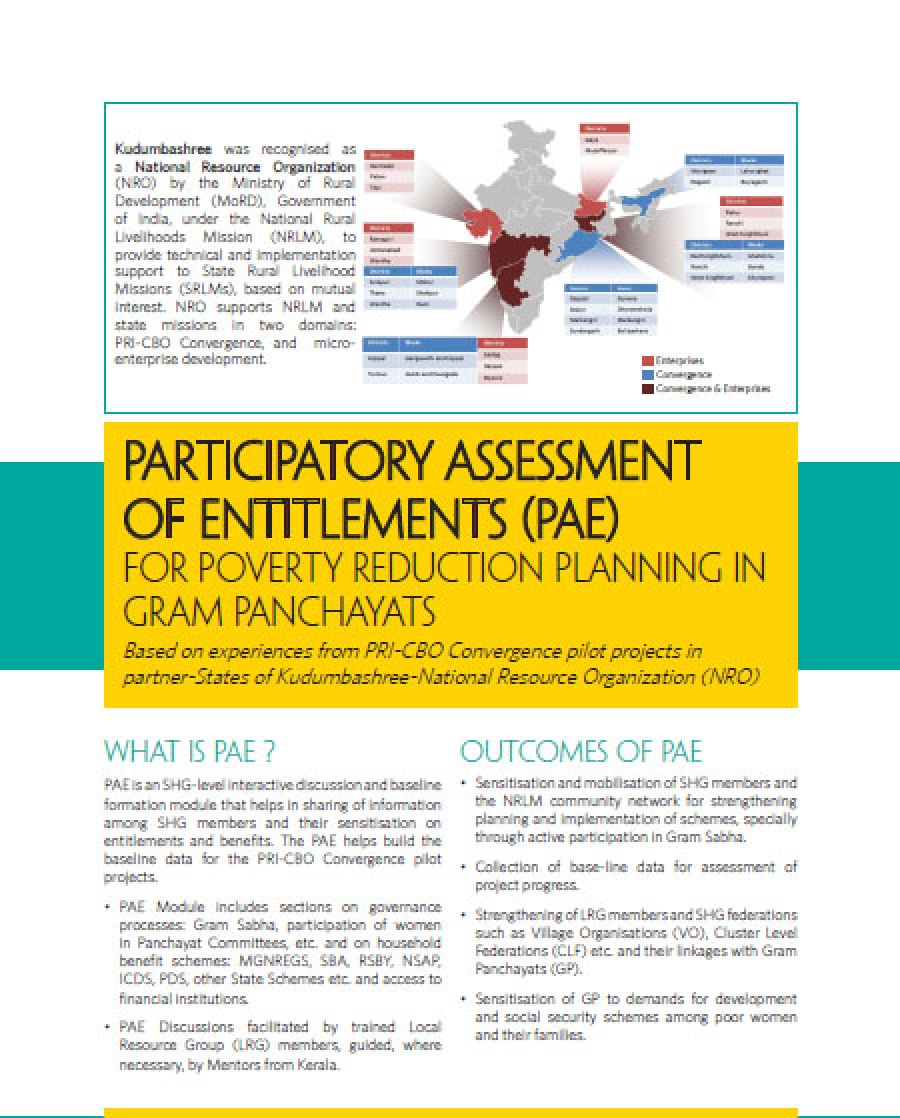 Kudumbashree was recognised as
a National Resource Organization
(NRO) by the Ministry of Rural
Development (MoRD), Government
of India, under the National Rural
Livelihoods Mission (NRLM), to
provide technical and implementation
support to State Rural Livelihood
Missions (SRLMs), based on mutual
interest. NRO supports NRLM and
state missions in two domains:
PRI-CBO Convergence, and micro-
enterprise development.
Enterprises
Convergence
Convergence & Enterprises
PARTICIPATORY ASSESSMENT
OF ENTITLEMENTS (PAE)
FOR POVERTY REDUCTION PLANNING IN
GRAM PANCHAYATS
Based on experiences from PRI-CBO Convergence pilot projects in
partner-States of Kudumbashree-National Resource Organization (NRO)
WHAT IS PAE ?
PAE is an SHG-level interactive discussion and baseline
formation module that helps in sharing of information
among SHG members and their sensitisation on
entitlements and benefits. The PAE helps build the
baseline data for the PRI-CBO Convergence pilot
projects.
• PAE Module includes sections on governance
processes: Gram Sabha, participation of women
in Panchayat Committees, etc. and on household
benefit schemes: MGNREGS, SBA, RSBY, NSAP,
ICDS, PDS, other State Schemes etc. and access to
financial institutions.
• PAE Discussions facilitated by trained Local
Resource Group (LRG) members, guided, where
necessary, by Mentors from Kerala.
OUTCOMES OF PAE
• Sensitisation and mobilisation of SHG members and
the NRLM community network for strengthening
planning and implementation of schemes, specially
through active participation in Gram Sabha.
• Collection of base-line data for assessment of
project progress.
• Strengthening of LRG members and SHG federations
such as Village Organisations (VO), Cluster Level
Federations (CLF) etc. and their linkages with Gram
Panchayats (GP).
• Sensitisation of GP to demands for development
and social security schemes among poor women
and their families.